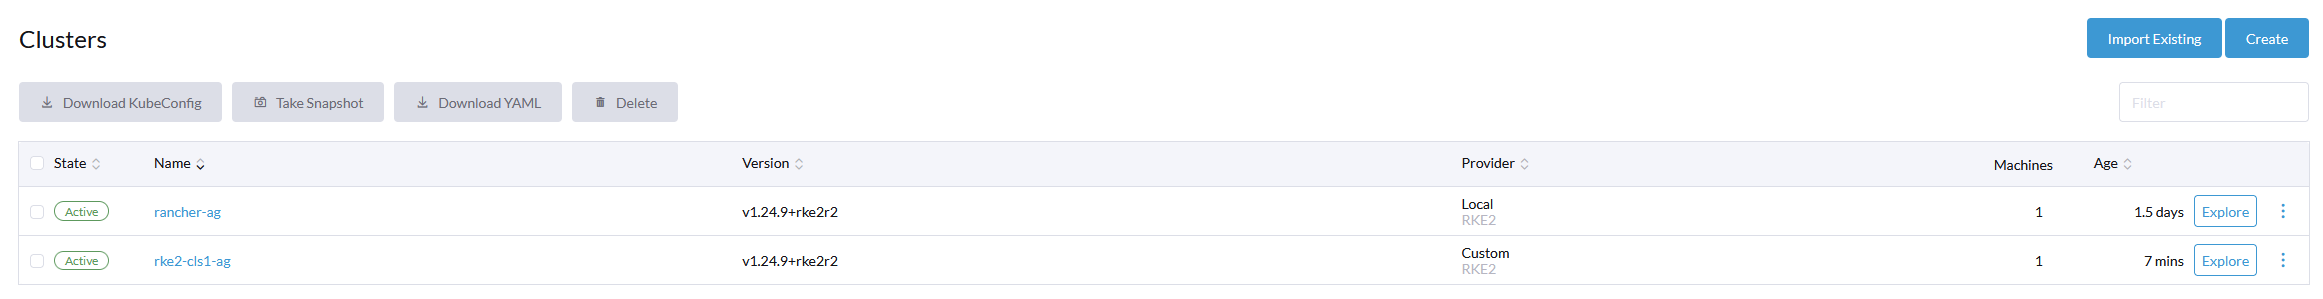 Clusters
Import Existing
Create
Download KubeConfig
Take Snapshot
Download YAML
Delete
Filter
State Name Version Provider Machines Age
Active rancher-ag v1.24.9+rke2r2 Local 1 1.5 days Explore
RKE2
Active rke2-cls1-ag v1.24.9+rke2r2 Custom 1 7 mins Explore
RKE2